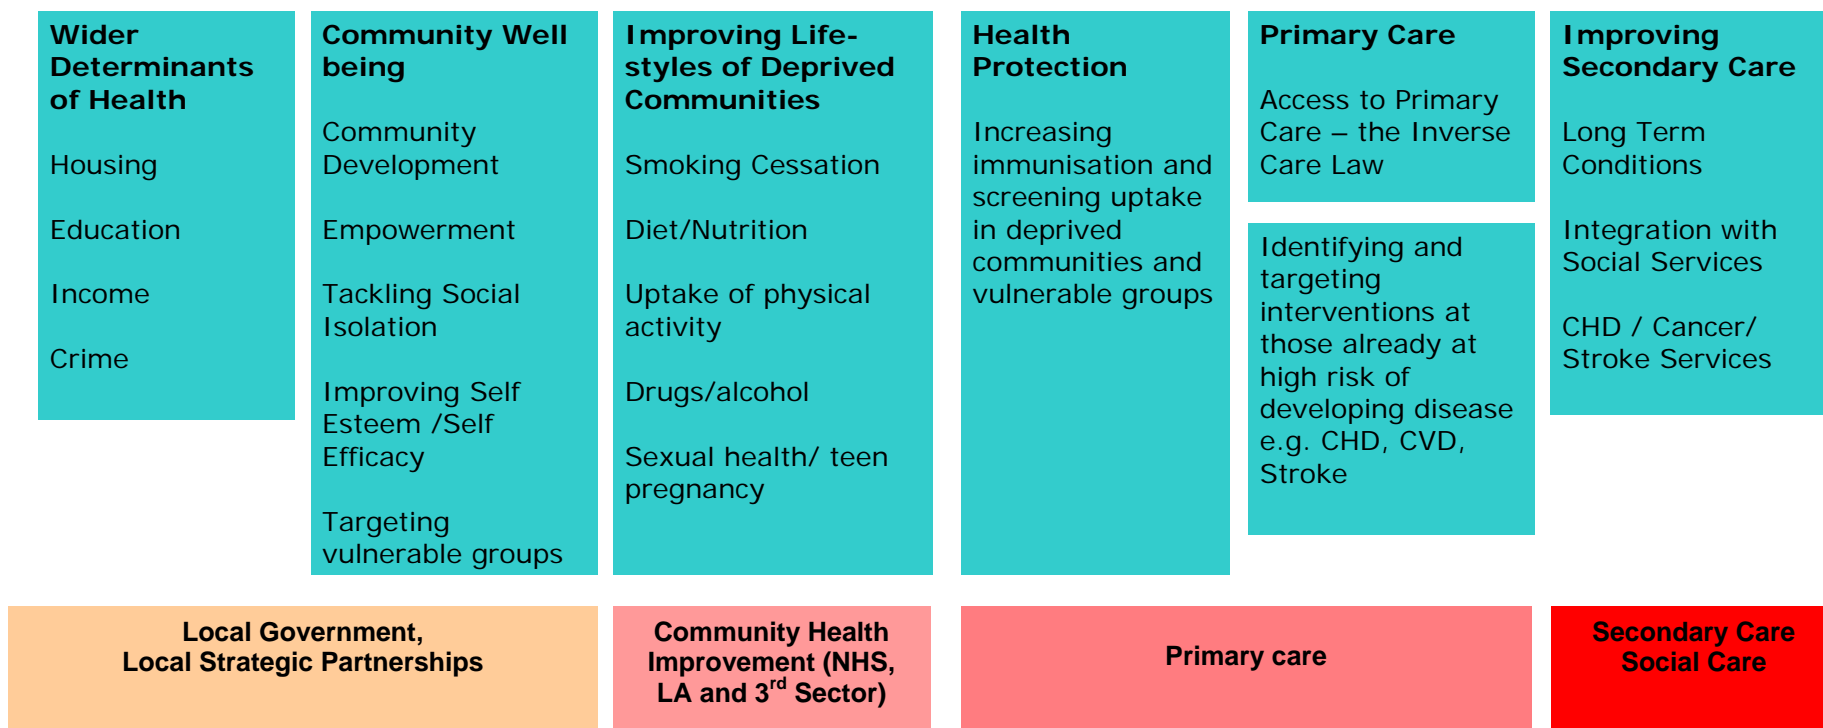 Wider
Determinants
of Health
Housing
Education
Income
Crime
Community Well
being
Community
Development
Empowerment
Tackling Social
Isolation
Improving Self
Esteem /Self
Efficacy
Targeting
vulnerable groups
Improving Life-
styles of Deprived
Communities
Smoking Cessation
Diet/Nutrition
Uptake of physical
activity
Drugs/alcohol
Sexual health/ teen
pregnancy
Health
Protection
Increasing
immunisation and
screening uptake
in deprived
communities and
vulnerable groups
Primary Care
Access to Primary
Care – the Inverse
Care Law
Identifying and
targeting
interventions at
those already at
high risk of
developing disease
e.g. CHD, CVD,
Stroke
Improving
Secondary Care
Long Term
Conditions
Integration with
Social Services
CHD / Cancer/
Stroke Services
Local Government,
Local Strategic Partnerships
Community Health
Improvement (NHS,
LA and 3rd Sector)
Primary care
Secondary Care
Social Care